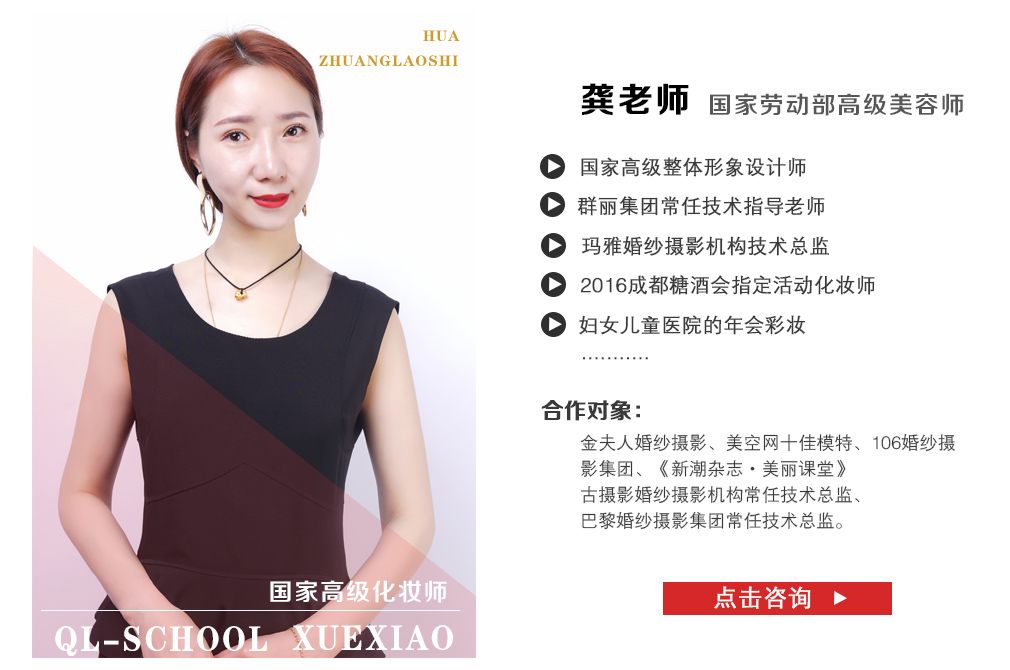 HUA
ZHUANGLAOSHI
国家高级化妆师
QL-SCHOOL XUEXIAO
龚老师 国家劳动部高级美容师
国家高级整体形象设计师
群丽集团常任技术指导老师
玛雅婚纱摄影机构技术总监
2016成都糖酒会指定活动化妆师
妇女儿童医院的年会彩妆
...........
合作对象：
金夫人婚纱摄影、美空网十佳模特、106婚纱摄
影集团、《新潮杂志·美丽课堂》
古摄影婚纱摄影机构常任技术总监、
巴黎婚纱摄影集团常任技术总监。
点击咨询